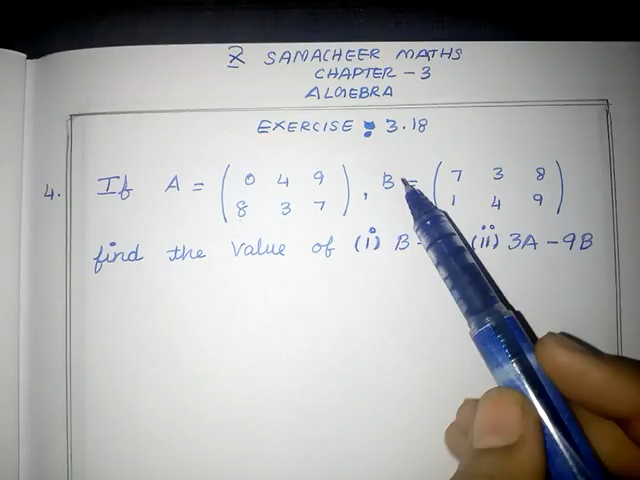 X SAMACHEER MATHS
CHAPTER - 3
ALGEBRA
EXERCISE : 3.18
4. If A = ( 0 4 9 ) , B = ( 7 3 8 )
( 8 3 7 ) ( 1 4 9 )
find the value of (i) B - (ii) 3A - 9B